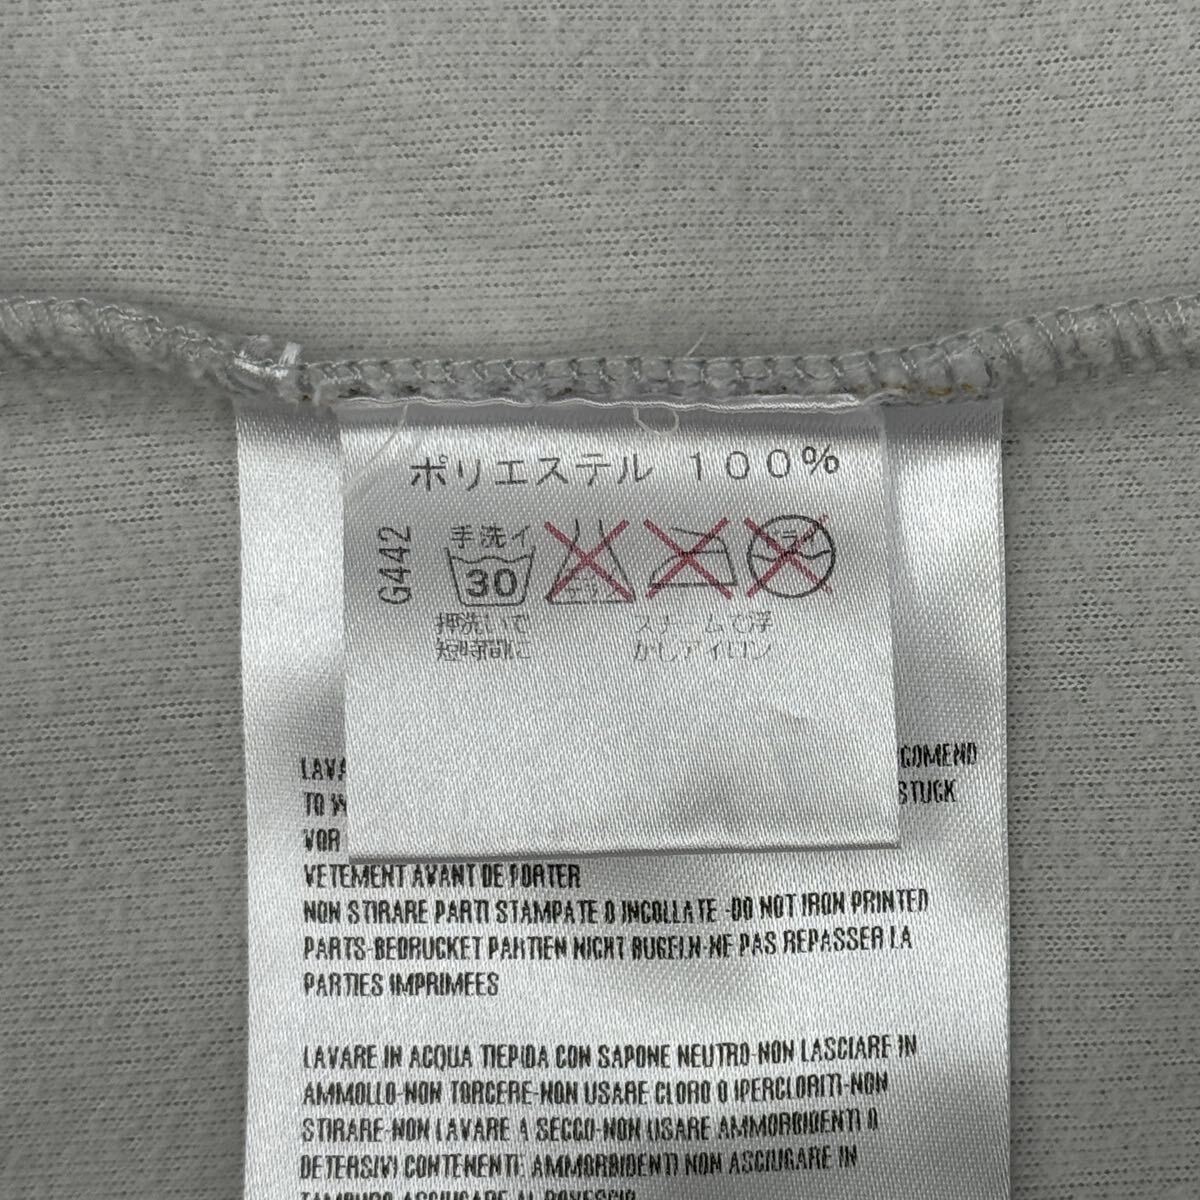 ポリエステル 100%
G442
手洗イ
30
押洗いで
短時間に
スチームで浮
かしアイロン
COMEND
TO
STUCK
VOR
VETEMENT AVANT DE PORTER
NON STIRARE PARTI STAMPATE O INCOLLATE -DO NOT IRON PRINTED
PARTS-BEDRUCKET PARTIEN NICHT BUGELN-NE PAS REPASSER LA
PARTIES IMPRIMEES
LAVARE IN ACQUA TIEPIDA CON SAPONE NEUTRO-NON LASCIARE IN
AMMOLLO-NON TORCERE-NON USARE CLORO O IPERCLORITI-NON
STIRARE-NON LAVARE A SECCO-NON USARE AMMORBIDENTI O
DETERSIVI CONTENENTI AMMORBIDENTI NON ASCIUGARE IN
TAMBURO ASCIUGARE AL ROVESCIO